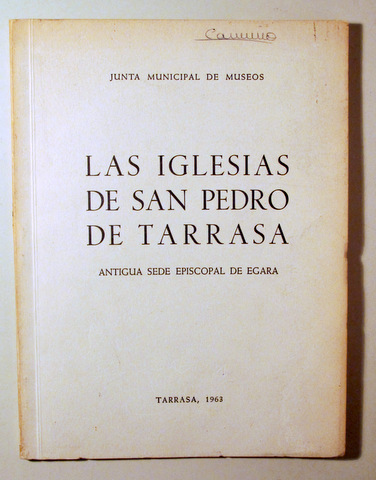 JUNTA MUNICIPAL DE MUSEOS
LAS IGLESIAS
DE SAN PEDRO
DE TARRASA
ANTIGUA SEDE EPISCOPAL DE EGARA
TARRASA, 1963